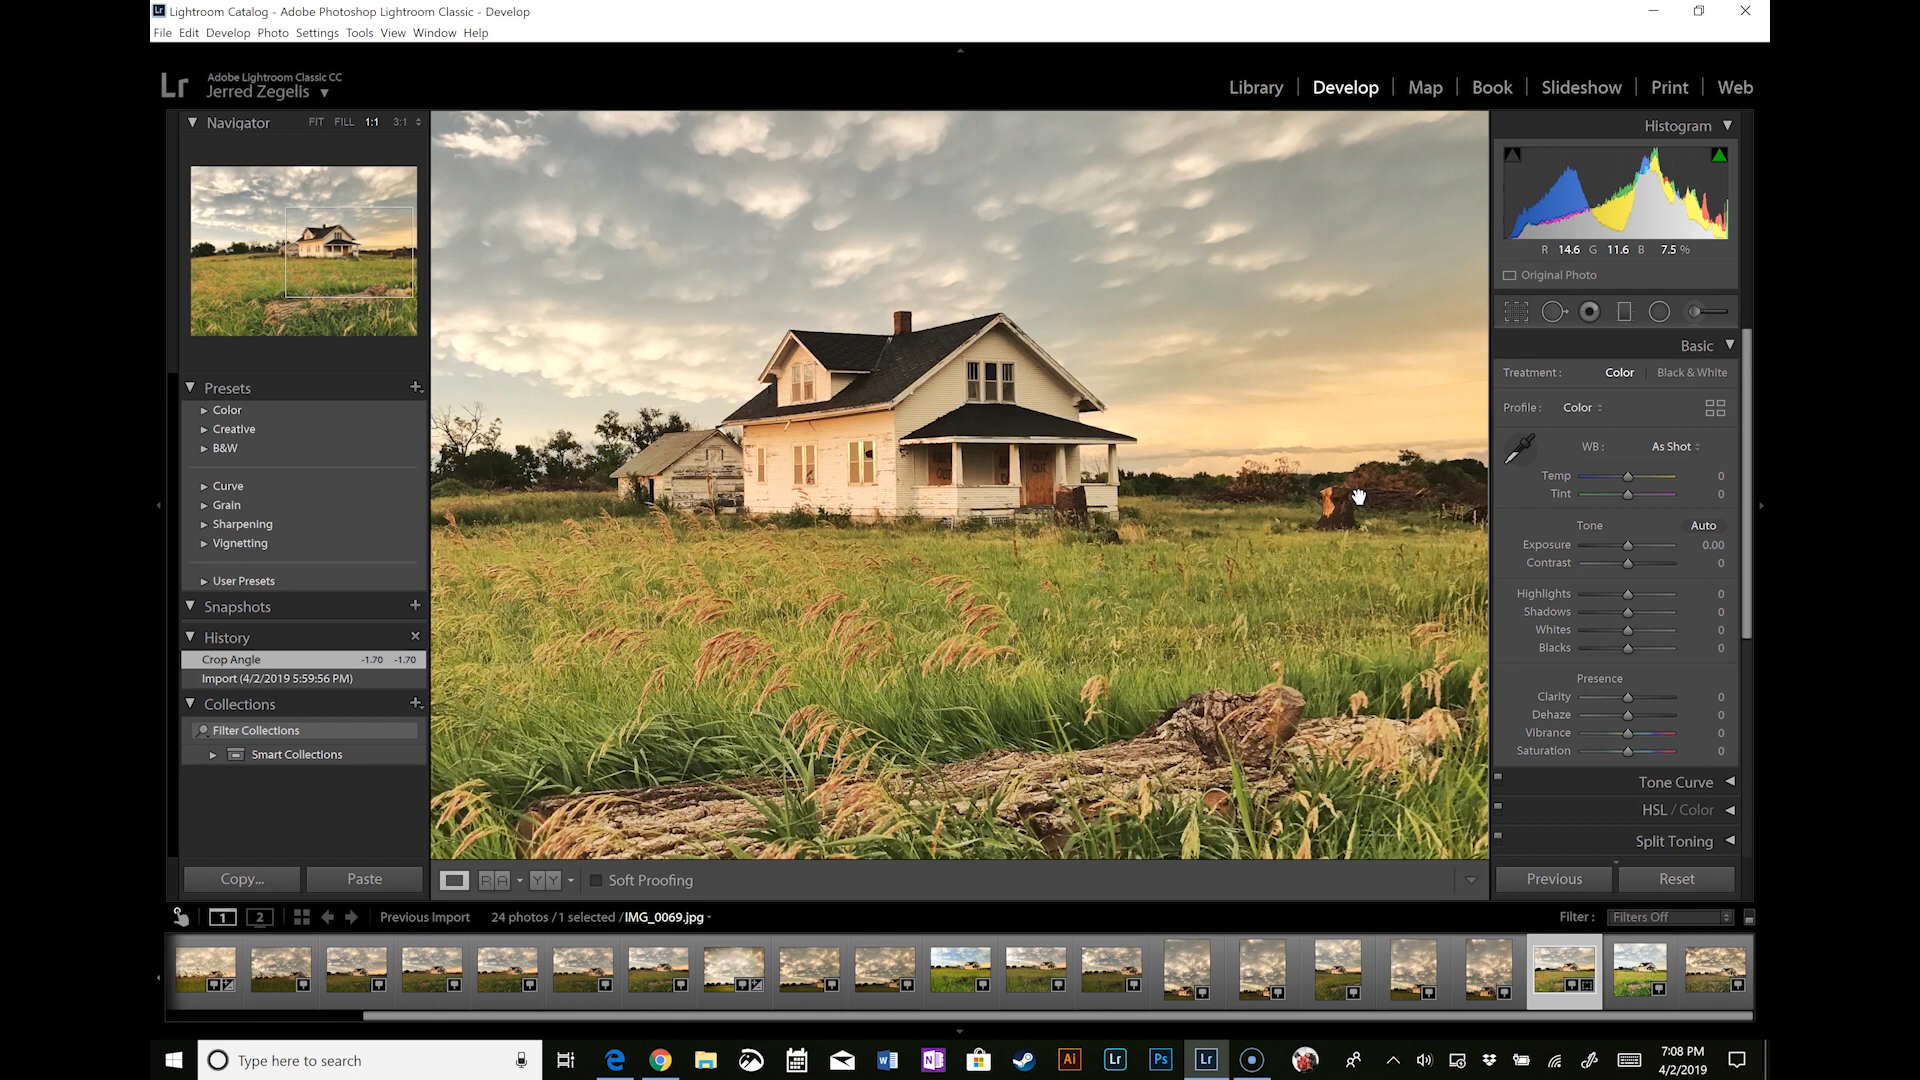 Lightroom Catalog - Adobe Photoshop Lightroom Classic - Develop
File Edit Develop Photo Settings Tools View Window Help
Lr
Adobe Lightroom Classic CC
Jerred Zegelis
Library | Develop | Map | Book | Slideshow | Print | Web
Navigator FIT FILL 1:1 3:1
Presets
Color
Creative
B&W
Curve
Grain
Sharpening
Vignetting
User Presets
Snapshots
History
Crop Angle -1.70 -1.70
Import (4/2/2019 5:59:56 PM)
Collections
Filter Collections
Smart Collections
Copy... Paste
R A Y Y Soft Proofing
Histogram
R 14.6 G 11.6 B 7.5 %
Original Photo
Basic
Treatment : Color Black & White
Profile : Color
WB : As Shot
Temp 0
Tint 0
Tone Auto
Exposure 0.00
Contrast 0
Highlights 0
Shadows 0
Whites 0
Blacks 0
Presence
Clarity 0
Dehaze 0
Vibrance 0
Saturation 0
Tone Curve
HSL / Color
Split Toning
Previous Reset
1 2 Previous Import 24 photos / 1 selected / IMG_0069.jpg Filter : Filters Off
Type here to search
Ai Lr Ps Lr
7:08 PM
4/2/2019